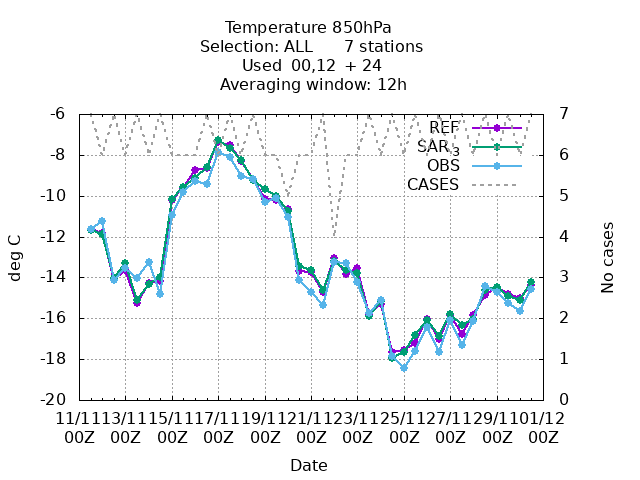 Temperature 850hPa
Selection: ALL 7 stations
Used 00,12 + 24
Averaging window: 12h
-6 7
REF
SAR_3
-8 6
OBS
CASES
-10 5
-12 4
deg C
No cases
-14 3
-16 2
-18 1
-20 0
11/11 13/11 15/11 17/11 19/11 21/11 23/11 25/11 27/11 29/11 01/12
00Z 00Z 00Z 00Z 00Z 00Z 00Z 00Z 00Z 00Z 00Z
Date